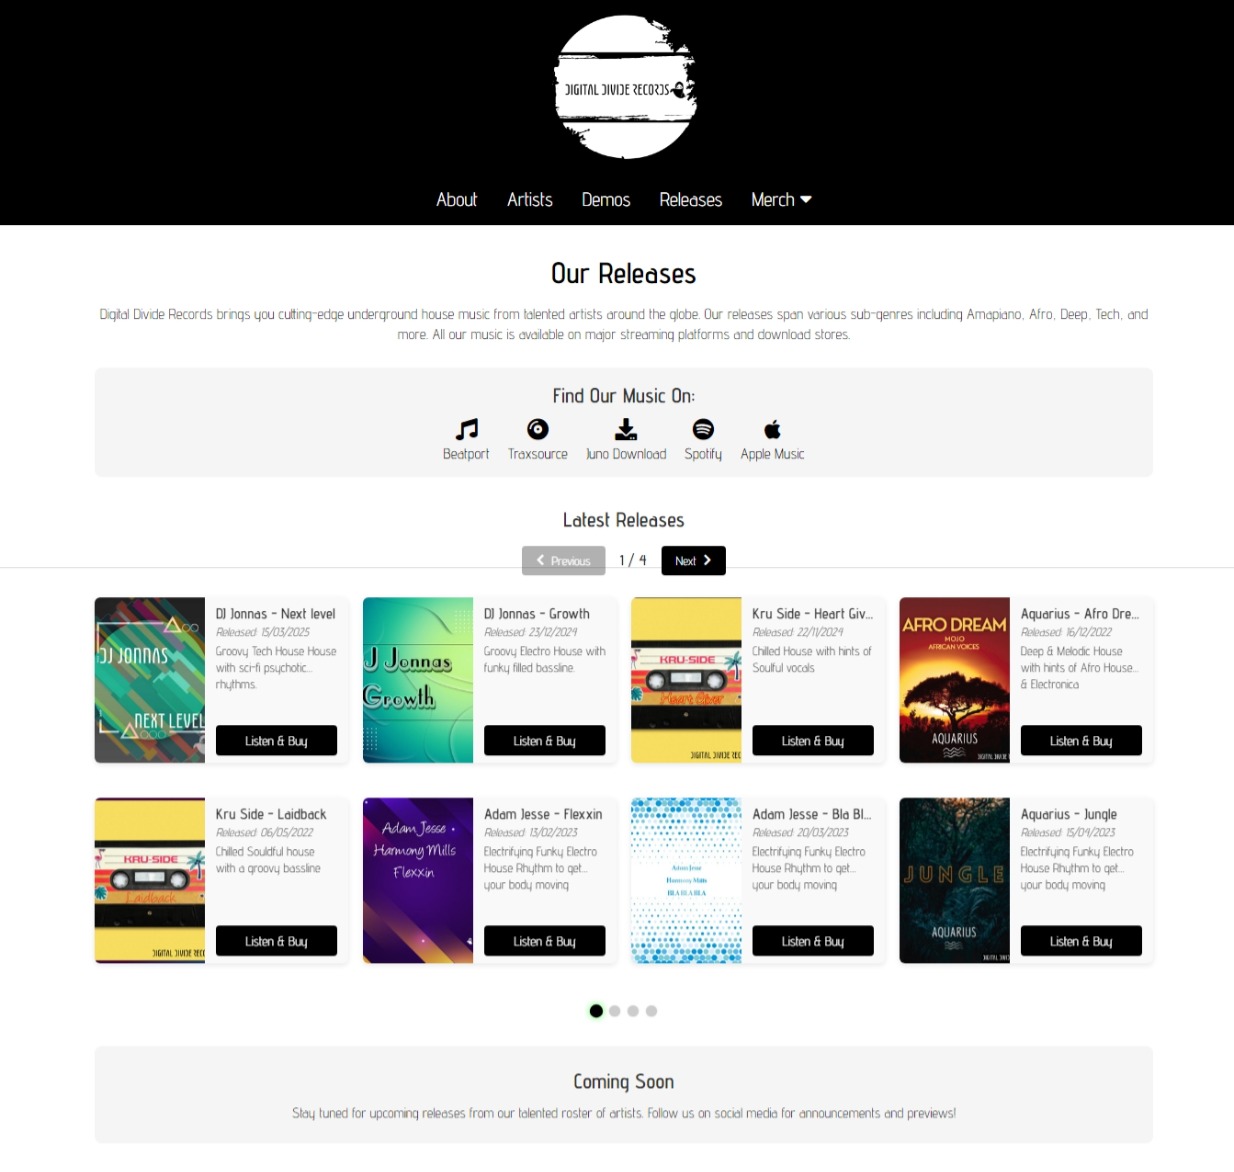 DIGITAL DIVIDE RECORDS
About Artists Demos Releases Merch
Our Releases
Digital Divide Records brings you cutting-edge underground house music from talented artists around the globe. Our releases span various sub-genres including Amapiano, Afro, Deep, Tech, and
more. All our music is available on major streaming platforms and download stores.
Find Our Music On:
Beatport Traxsource Juno Download Spotify Apple Music
Latest Releases
Previous 1 / 4 Next
DJ JONNAS
NEXT LEVEL
DJ Jonnas - Next level
Released: 15/03/2025
Groovy Tech House House
with sci-fi psychotic...
rhythms.
Listen & Buy
J Jonnas
Growth
DJ Jonnas - Growth
Released: 23/12/2024
Groovy Electro House with
funky filled bassline.
Listen & Buy
KRU-SIDE
Heart Giver
DIGITAL DIVIDE REC
Kru Side - Heart Giv...
Released: 22/11/2024
Chilled House with hints of
Soulful vocals
Listen & Buy
AFRO DREAM
MOJO
AFRICAN VOICES
AQUARIUS
DIGITAL DIVIDE
Aquarius - Afro Dre...
Released: 16/12/2022
Deep & Melodic House
with hints of Afro House...
& Electronica
Listen & Buy
KRU-SIDE
Laidback
DIGITAL DIVIDE REC
Kru Side - Laidback
Released: 06/05/2022
Chilled Souldful house
with a groovy bassline
Listen & Buy
Adam Jesse •
Harmony Mills
Flexxin
Adam Jesse - Flexxin
Released: 13/02/2023
Electrifying Funky Electro
House Rhythm to get...
your body moving
Listen & Buy
Adam Jesse
Harmony Mills
BLA BLA BLA
Adam Jesse - Bla Bl...
Released: 20/03/2023
Electrifying Funky Electro
House Rhythm to get...
your body moving
Listen & Buy
JUNGLE
AQUARIUS
DIGITAL DIVI
Aquarius - Jungle
Released: 15/04/2023
Electrifying Funky Electro
House Rhythm to get...
your body moving
Listen & Buy
Coming Soon
Stay tuned for upcoming releases from our talented roster of artists. Follow us on social media for announcements and previews!